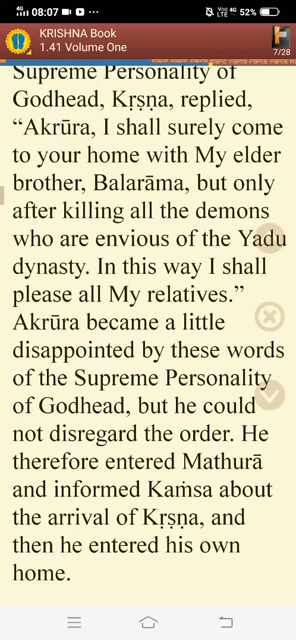 4G 08:07
Vo) 4G LTE 52%
KRISHNA Book
1.41 Volume One
7/28
Supreme Personality of
Godhead, Kṛṣṇa, replied,
“Akrūra, I shall surely come
to your home with My elder
brother, Balarāma, but only
after killing all the demons
who are envious of the Yadu
dynasty. In this way I shall
please all My relatives.”
Akrūra became a little
disappointed by these words
of the Supreme Personality
of Godhead, but he could
not disregard the order. He
therefore entered Mathurā
and informed Kaṁsa about
the arrival of Kṛṣṇa, and
then he entered his own
home.